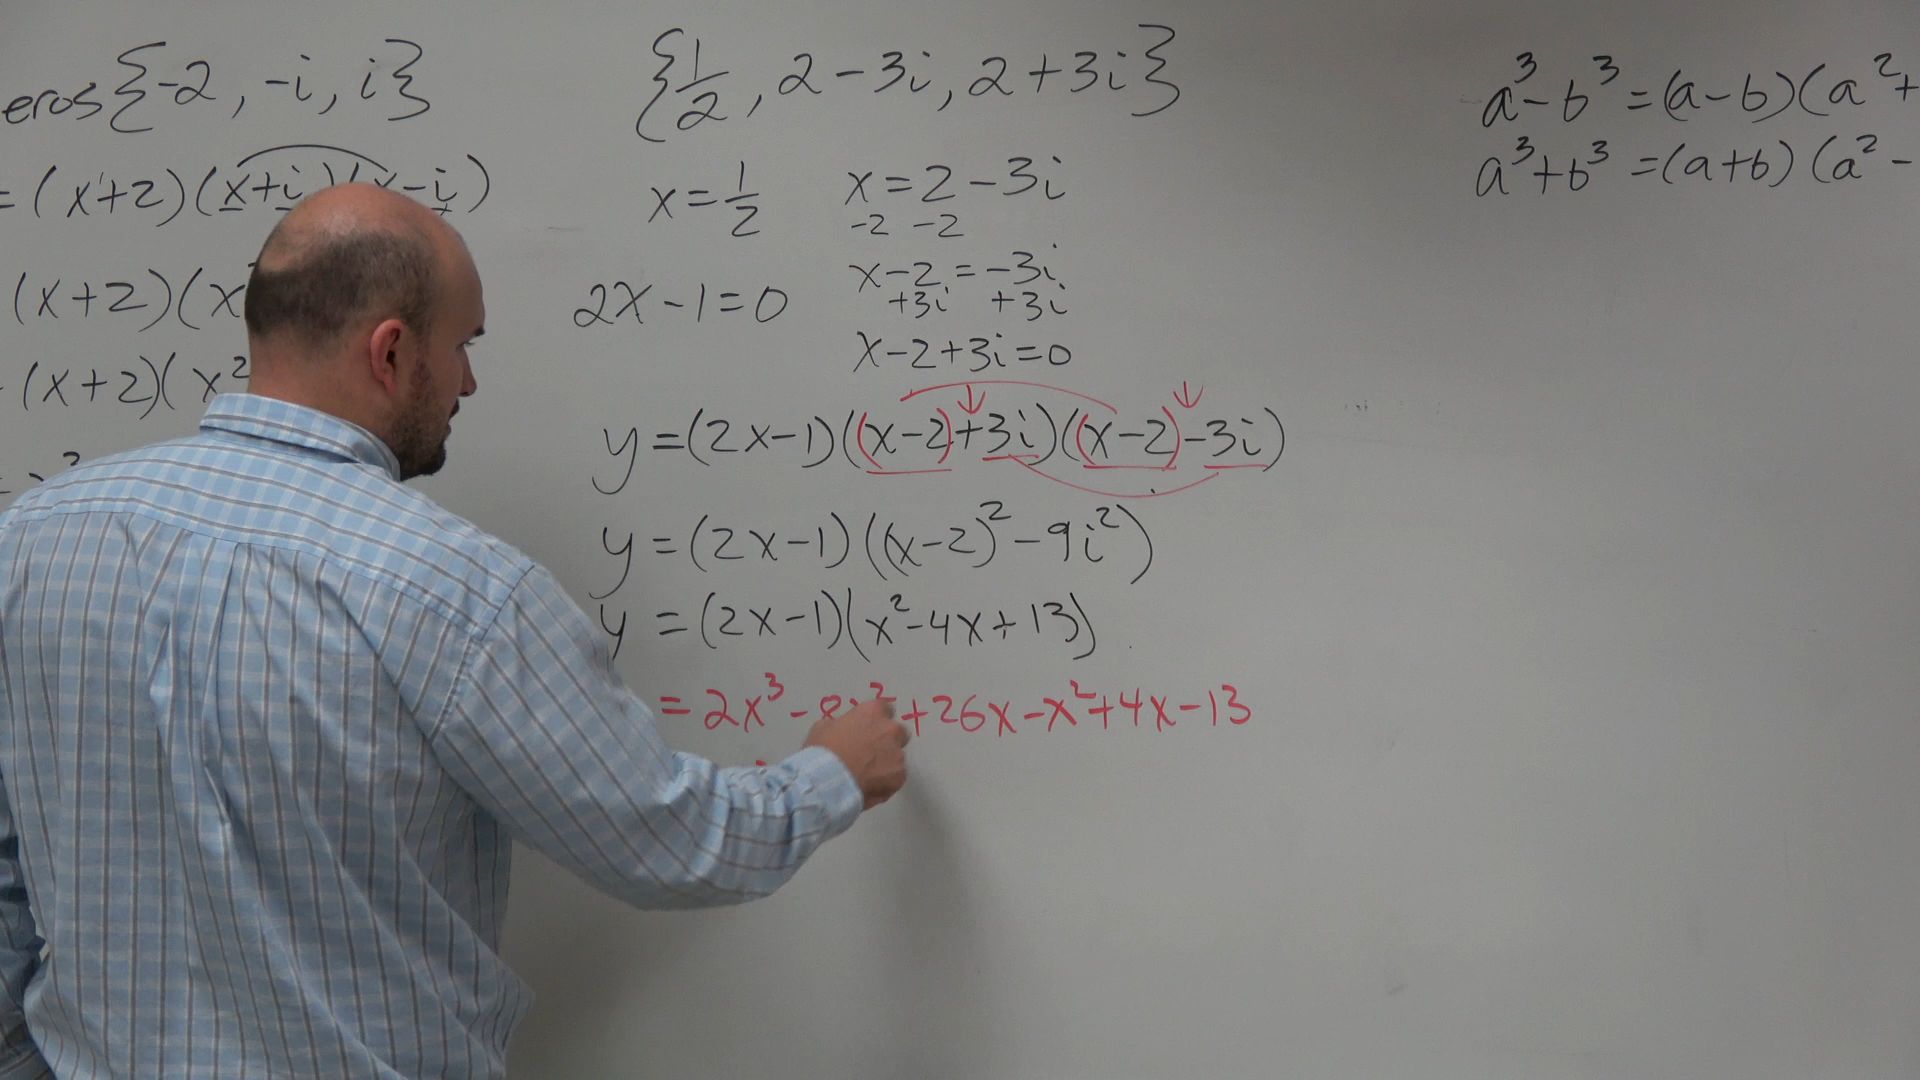 eros{-2, -i, i}
= (x+2)(x+i)(x-i)
(x+2)(x
(x+2)(x²
{1/2, 2-3i, 2+3i}
x=1/2
2x-1=0
x=2-3i
-2 -2
x-2=-3i
+3i +3i
x-2+3i=0
y=(2x-1)((x-2)+3i)((x-2)-3i)
y=(2x-1)((x-2)²-9i²)
y=(2x-1)(x²-4x+13)
=2x³-8x²+26x-x²+4x-13
a³-b³=(a-b)(a²+
a³+b³=(a+b)(a²-